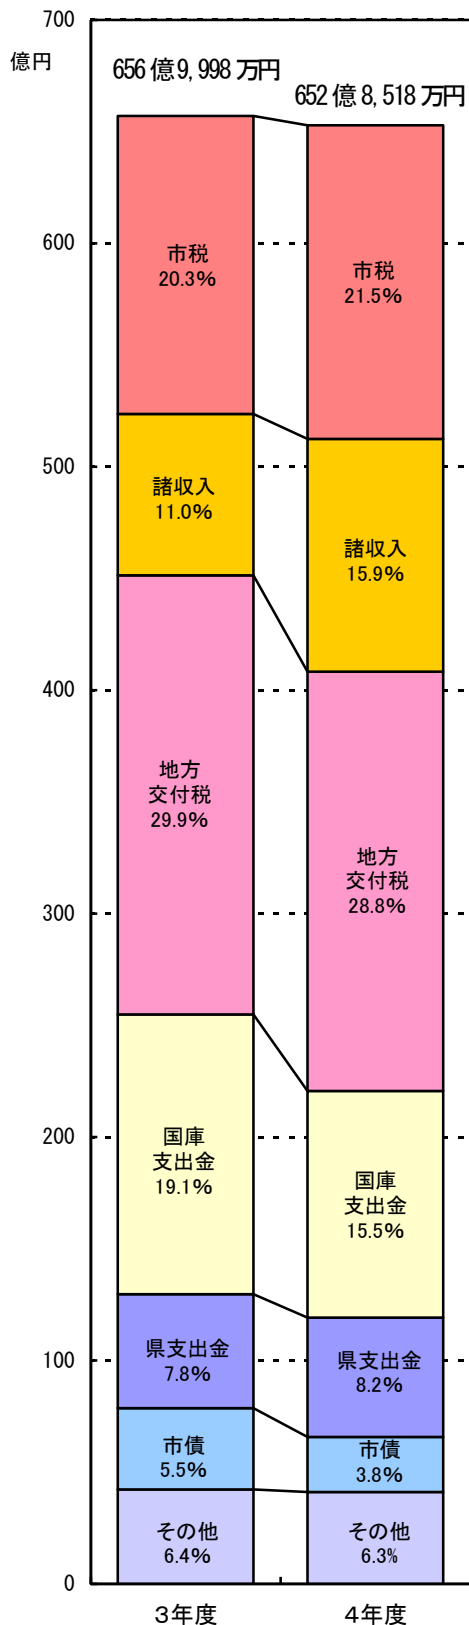 700
億円
656億9,998万円
652億8,518万円
600
市税
20.3%
市税
21.5%
500
諸収入
11.0%
諸収入
15.9%
400
地方
交付税
29.9%
地方
交付税
28.8%
300
200
国庫
支出金
19.1%
国庫
支出金
15.5%
100
県支出金
7.8%
県支出金
8.2%
市債
5.5%
市債
3.8%
その他
6.4%
その他
6.3%
0
3年度
4年度